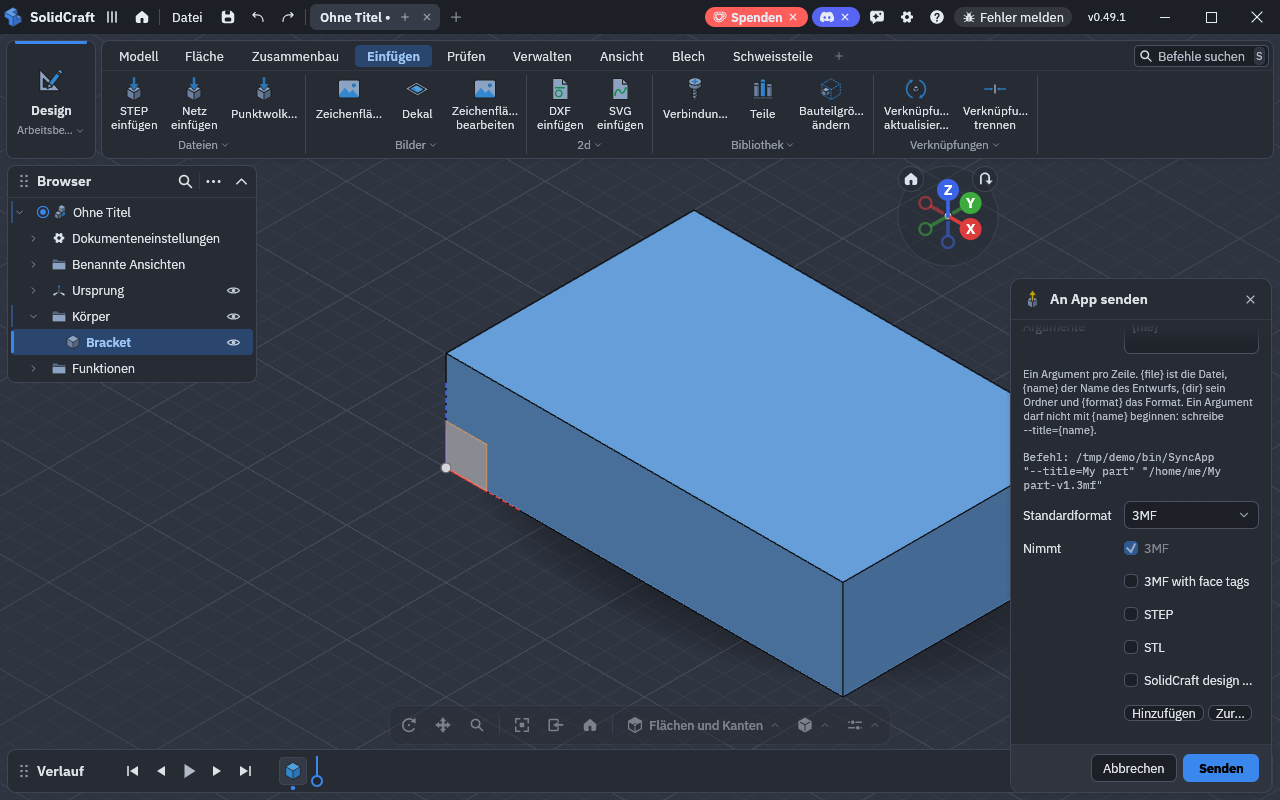 SolidCraft
Datei
Ohne Titel •
Spenden
Fehler melden
v0.49.1
Modell
Fläche
Zusammenbau
Einfügen
Prüfen
Verwalten
Ansicht
Blech
Schweissteile
Befehle suchen
S
Design
Arbeitsbe...
STEP
einfügen
Netz
einfügen
Punktwolk...
Dateien
Zeichenflä...
Dekal
Zeichenflä...
bearbeiten
Bilder
DXF
einfügen
SVG
einfügen
2d
Verbindun...
Teile
Bauteilgrö...
ändern
Bibliothek
Verknüpfu...
aktualisier...
Verknüpfu...
trennen
Verknüpfungen
Browser
Ohne Titel
Dokumenteneinstellungen
Benannte Ansichten
Ursprung
Körper
Bracket
Funktionen
Z
Y
X
An App senden
Argumente
{file}
Ein Argument pro Zeile. {file} ist die Datei,
{name} der Name des Entwurfs, {dir} sein
Ordner und {format} das Format. Ein Argument
darf nicht mit {name} beginnen: schreibe
--title={name}.
Befehl: /tmp/demo/bin/SyncApp
"--title=My part" "/home/me/My
part-v1.3mf"
Standardformat
3MF
Nimmt
3MF
3MF with face tags
STEP
STL
SolidCraft design ...
Hinzufügen
Zur...
Abbrechen
Senden
Flächen und Kanten
Verlauf